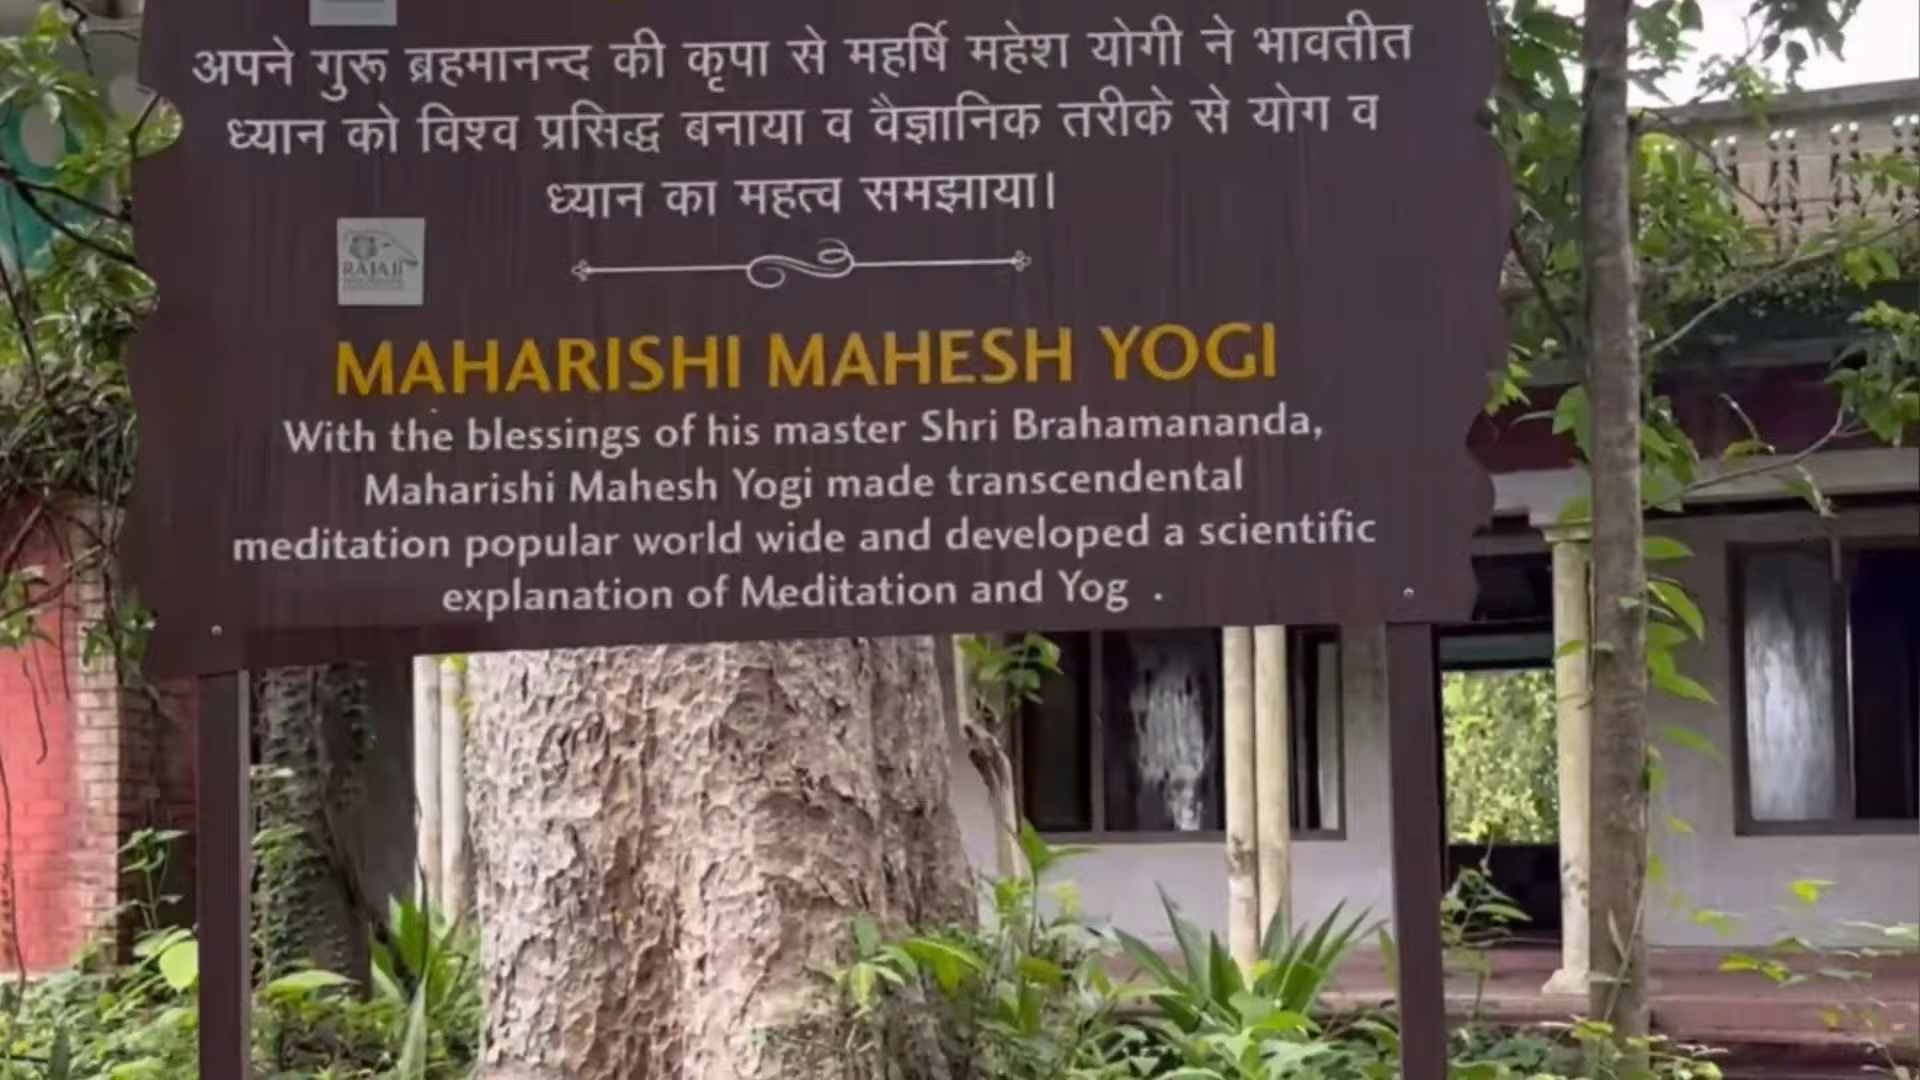 अपने गुरू ब्रहमानन्द की कृपा से महर्षि महेश योगी ने भावतीत
ध्यान को विश्व प्रसिद्ध बनाया व वैज्ञानिक तरीके से योग व
ध्यान का महत्व समझाया।
RAJAJI
MAHARISHI MAHESH YOGI
With the blessings of his master Shri Brahamananda,
Maharishi Mahesh Yogi made transcendental
meditation popular world wide and developed a scientific
explanation of Meditation and Yog .